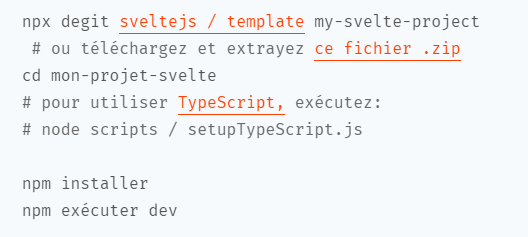 npx degit sveltejs / template my-svelte-project
# ou téléchargez et extrayez ce fichier .zip
cd mon-projet-svelte
# pour utiliser TypeScript, exécutez:
# node scripts / setupTypeScript.js
npm installer
npm exécuter dev